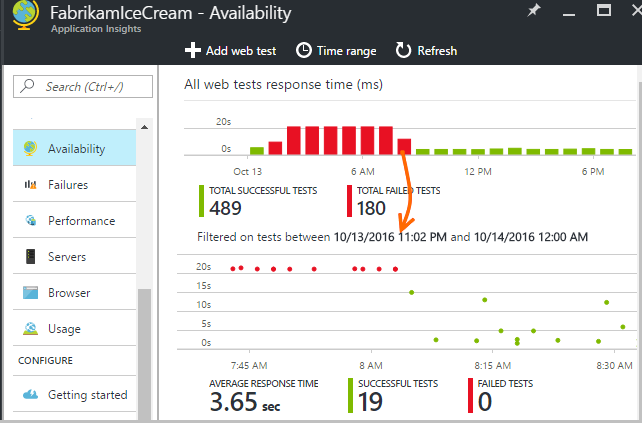 FabrikamIceCream - Availability
Application Insights
Add web test
Time range
Refresh
Search (Ctrl+/)
Availability
Failures
Performance
Servers
Browser
Usage
CONFIGURE
Getting started
All web tests response time (ms)
20s
0s
Oct 13
6 AM
12 PM
6 PM
TOTAL SUCCESSFUL TESTS
489
TOTAL FAILED TESTS
180
Filtered on tests between 10/13/2016 11:02 PM and 10/14/2016 12:00 AM
20s
15s
10s
5s
0s
7:45 AM
8 AM
8:15 AM
8:30 AM
AVERAGE RESPONSE TIME
3.65 sec
SUCCESSFUL TESTS
19
FAILED TESTS
0